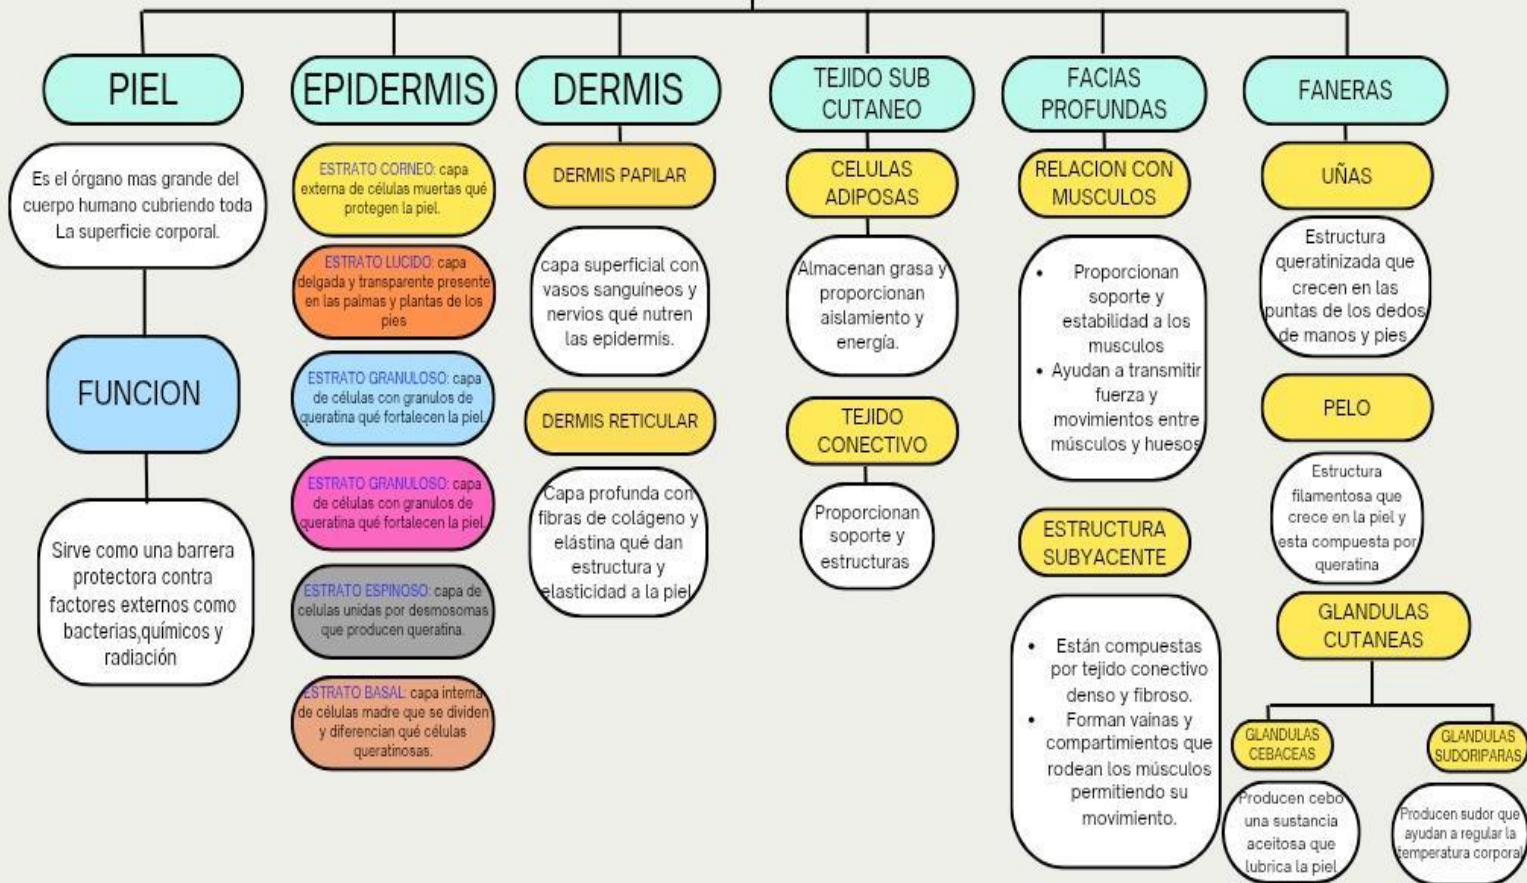 PIEL
Es el órgano mas grande del
cuerpo humano cubriendo toda
La superficie corporal.
FUNCION
Sirve como una barrera
protectora contra
factores externos como
bacterias,químicos y
radiación
EPIDERMIS
ESTRATO CORNEO: capa
externa de células muertas qué
protegen la piel.
ESTRATO LUCIDO: capa
delgada y transparente presente
en las palmas y plantas de los
pies
ESTRATO GRANULOSO: capa
de células con granulos de
queratina qué fortalecen la piel.
ESTRATO GRANULOSO: capa
de células con granulos de
queratina qué fortalecen la piel.
ESTRATO ESPINOSO: capa de
celulas unidas por desmosomas
que producen queratina.
ESTRATO BASAL: capa interna
de células madre que se dividen
y diferencian qué células
queratinosas.
DERMIS
DERMIS PAPILAR
capa superficial con
vasos sanguíneos y
nervios qué nutren
las epidermis.
DERMIS RETICULAR
Capa profunda con
fibras de colágeno y
elástina qué dan
estructura y
elasticidad a la piel
TEJIDO SUB
CUTANEO
CELULAS
ADIPOSAS
Almacenan grasa y
proporcionan
aislamiento y
energía.
TEJIDO
CONECTIVO
Proporcionan
soporte y
estructuras
FACIAS
PROFUNDAS
RELACION CON
MUSCULOS
• Proporcionan
soporte y
estabilidad a los
musculos
• Ayudan a transmitir
fuerza y
movimientos entre
músculos y huesos
ESTRUCTURA
SUBYACENTE
• Están compuestas
por tejido conectivo
denso y fibroso.
• Forman vainas y
compartimientos que
rodean los músculos
permitiendo su
movimiento.
FANERAS
UÑAS
Estructura
queratinizada que
crecen en las
puntas de los dedos
de manos y pies
PELO
Estructura
filamentosa que
crece en la piel y
esta compuesta por
queratina
GLANDULAS
CUTANEAS
GLANDULAS
CEBACEAS
Producen cebo
una sustancia
aceitosa que
lubrica la piel
GLANDULAS
SUDORIPARAS
Producen sudor que
ayudan a regular la
temperatura corporal